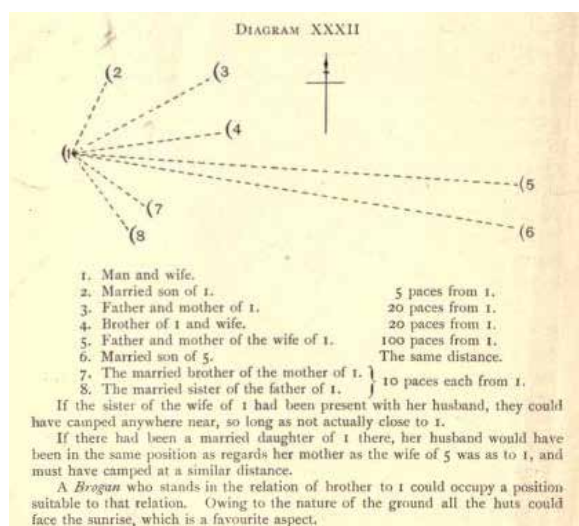 DIAGRAM XXXII
(2
(3
(4
(1
(5
(7
(6
(8
1. Man and wife.
2. Married son of 1. 5 paces from 1.
3. Father and mother of 1. 20 paces from 1.
4. Brother of 1 and wife. 20 paces from 1.
5. Father and mother of the wife of 1. 100 paces from 1.
6. Married son of 5. The same distance.
7. The married brother of the mother of 1. } 10 paces each from 1.
8. The married sister of the father of 1.
If the sister of the wife of 1 had been present with her husband, they could
have camped anywhere near, so long as not actually close to 1.
If there had been a married daughter of 1 there, her husband would have
been in the same position as regards her mother as the wife of 5 was as to 1, and
must have camped at a similar distance.
A Brogan who stands in the relation of brother to 1 could occupy a position
suitable to that relation. Owing to the nature of the ground all the huts could
face the sunrise, which is a favourite aspect.